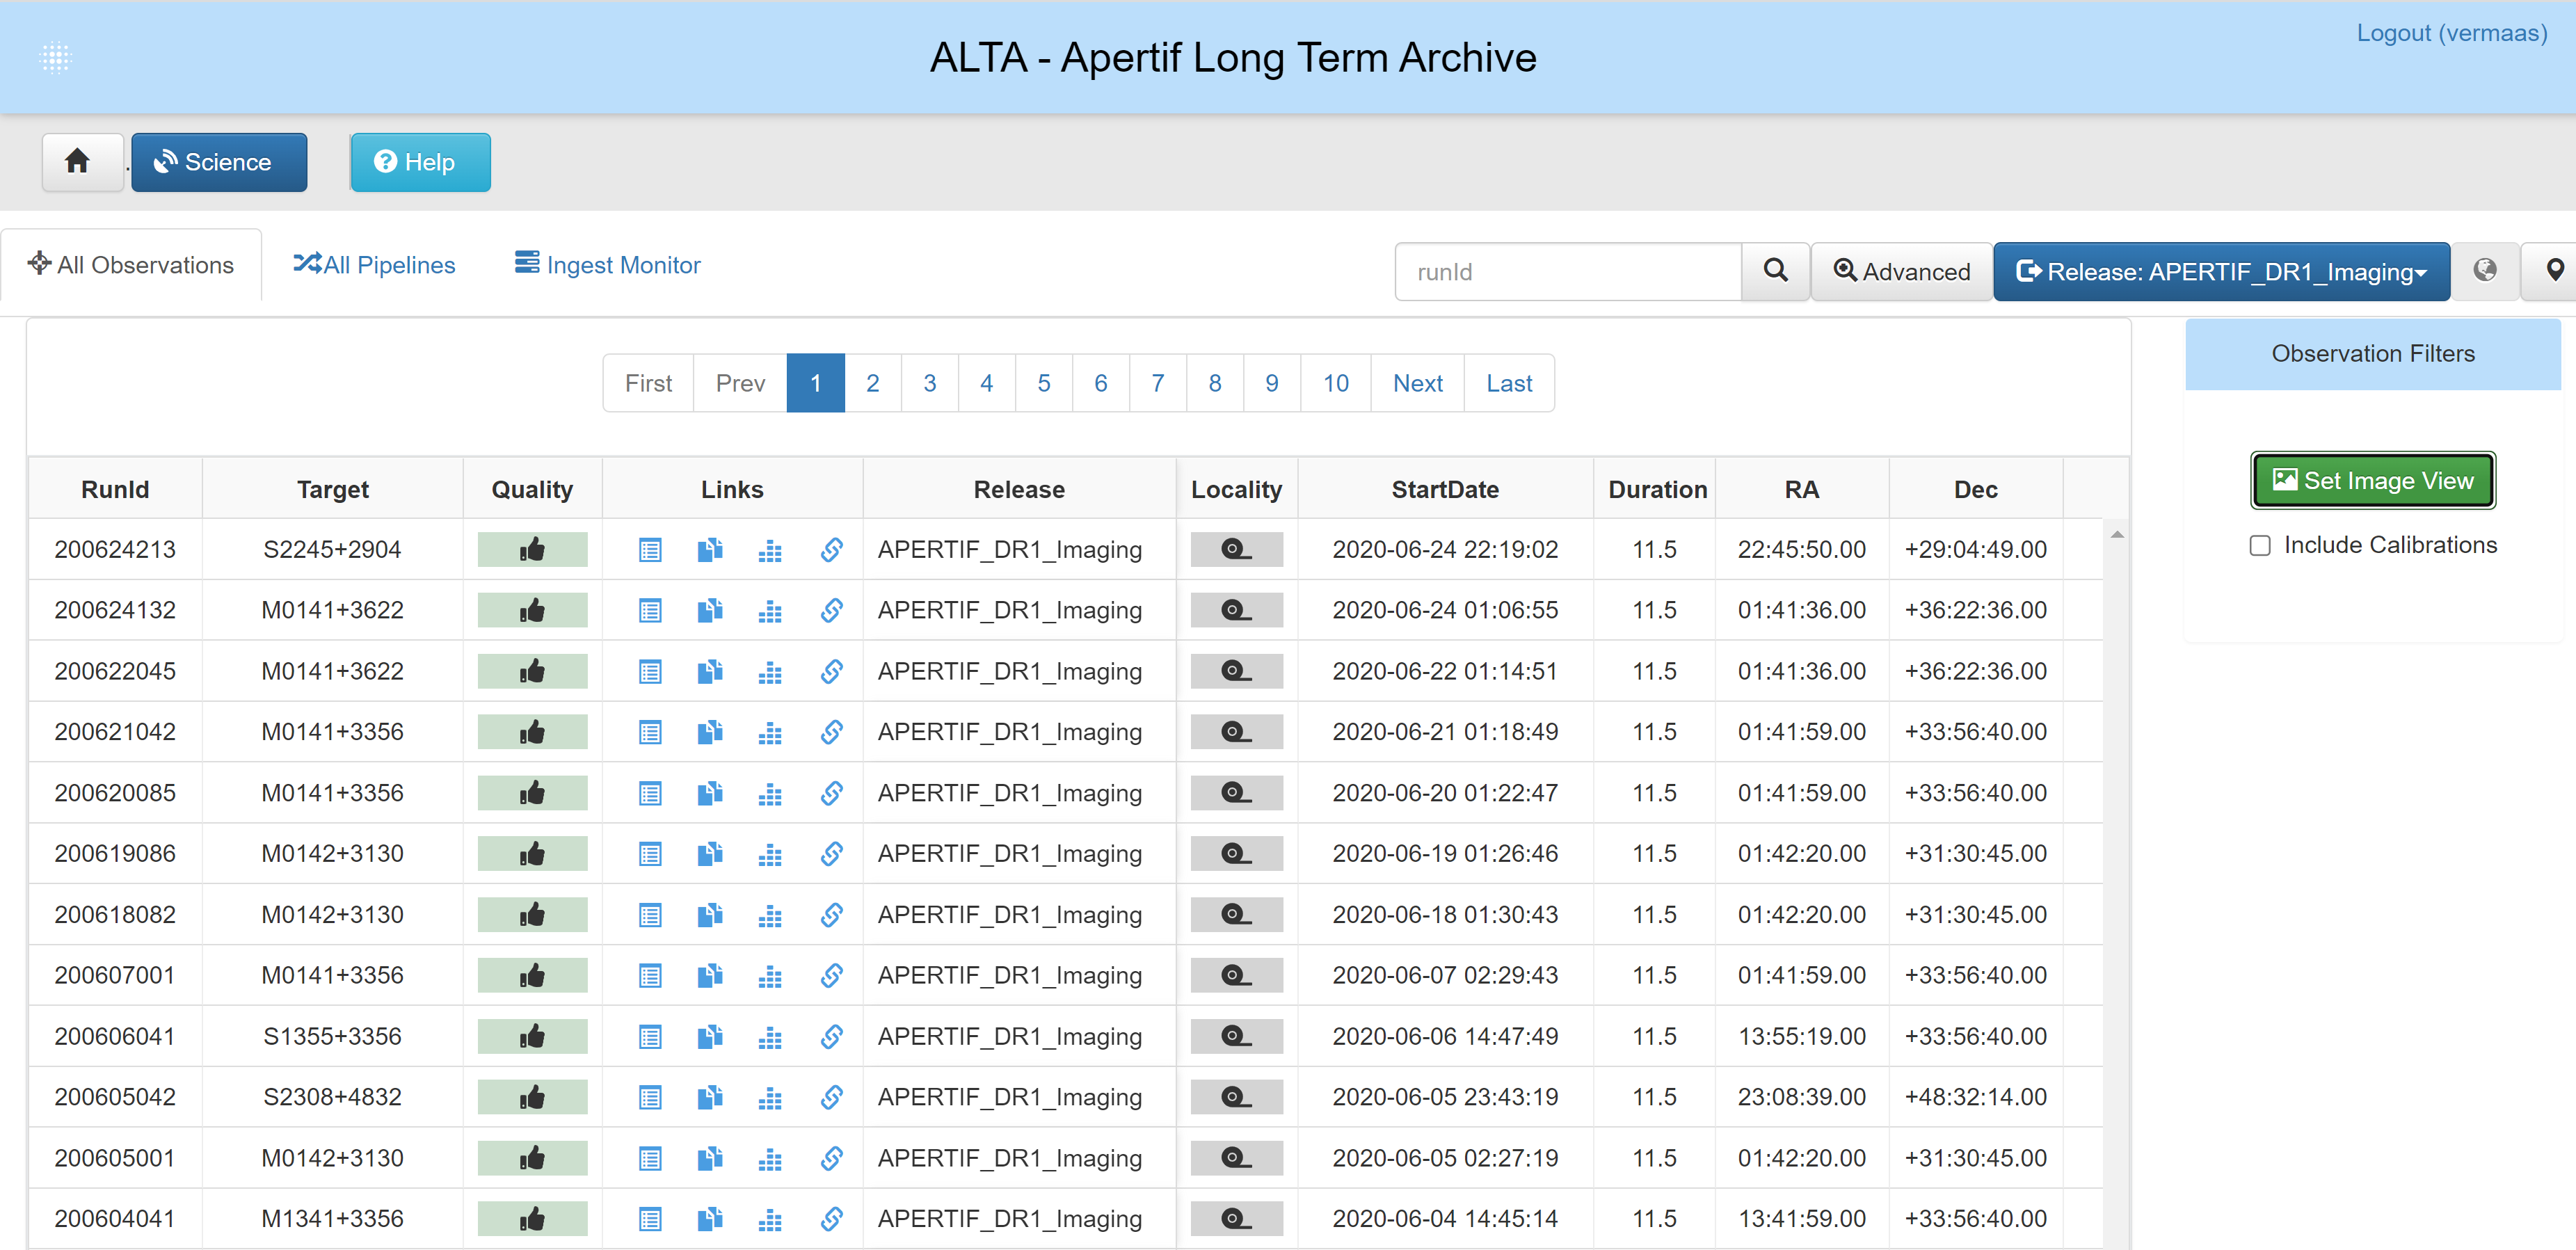 Logout (vermaas)
ALTA - Apertif Long Term Archive
Science
Help
All Observations All Pipelines Ingest Monitor runId Advanced Release: APERTIF_DR1_Imaging
Observation Filters
First Prev 1 2 3 4 5 6 7 8 9 10 Next Last
Set Image View
Include Calibrations
RunId Target Quality Links Release Locality StartDate Duration RA Dec
200624213 S2245+2904 APERTIF_DR1_Imaging 2020-06-24 22:19:02 11.5 22:45:50.00 +29:04:49.00
200624132 M0141+3622 APERTIF_DR1_Imaging 2020-06-24 01:06:55 11.5 01:41:36.00 +36:22:36.00
200622045 M0141+3622 APERTIF_DR1_Imaging 2020-06-22 01:14:51 11.5 01:41:36.00 +36:22:36.00
200621042 M0141+3356 APERTIF_DR1_Imaging 2020-06-21 01:18:49 11.5 01:41:59.00 +33:56:40.00
200620085 M0141+3356 APERTIF_DR1_Imaging 2020-06-20 01:22:47 11.5 01:41:59.00 +33:56:40.00
200619086 M0142+3130 APERTIF_DR1_Imaging 2020-06-19 01:26:46 11.5 01:42:20.00 +31:30:45.00
200618082 M0142+3130 APERTIF_DR1_Imaging 2020-06-18 01:30:43 11.5 01:42:20.00 +31:30:45.00
200607001 M0141+3356 APERTIF_DR1_Imaging 2020-06-07 02:29:43 11.5 01:41:59.00 +33:56:40.00
200606041 S1355+3356 APERTIF_DR1_Imaging 2020-06-06 14:47:49 11.5 13:55:19.00 +33:56:40.00
200605042 S2308+4832 APERTIF_DR1_Imaging 2020-06-05 23:43:19 11.5 23:08:39.00 +48:32:14.00
200605001 M0142+3130 APERTIF_DR1_Imaging 2020-06-05 02:27:19 11.5 01:42:20.00 +31:30:45.00
200604041 M1341+3356 APERTIF_DR1_Imaging 2020-06-04 14:45:14 11.5 13:41:59.00 +33:56:40.00